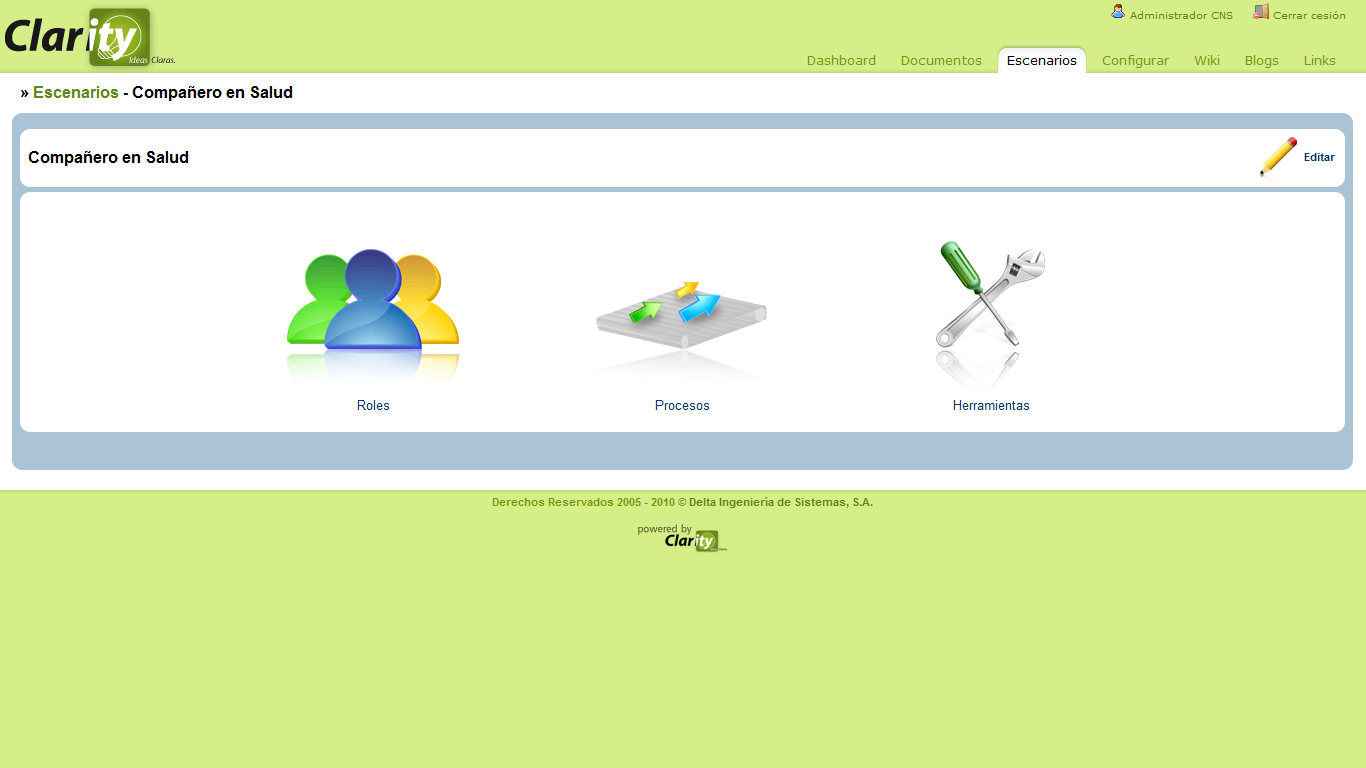 Clarity
Ideas Claras.
Administrador CNS
Cerrar cesión
Dashboard
Documentos
Escenarios
Configurar
Wiki
Blogs
Links
» Escenarios - Compañero en Salud
Compañero en Salud
Editar
Roles
Procesos
Herramientas
Derechos Reservados 2005 - 2010 © Delta Ingeniería de Sistemas, S.A.
powered by
Clarity